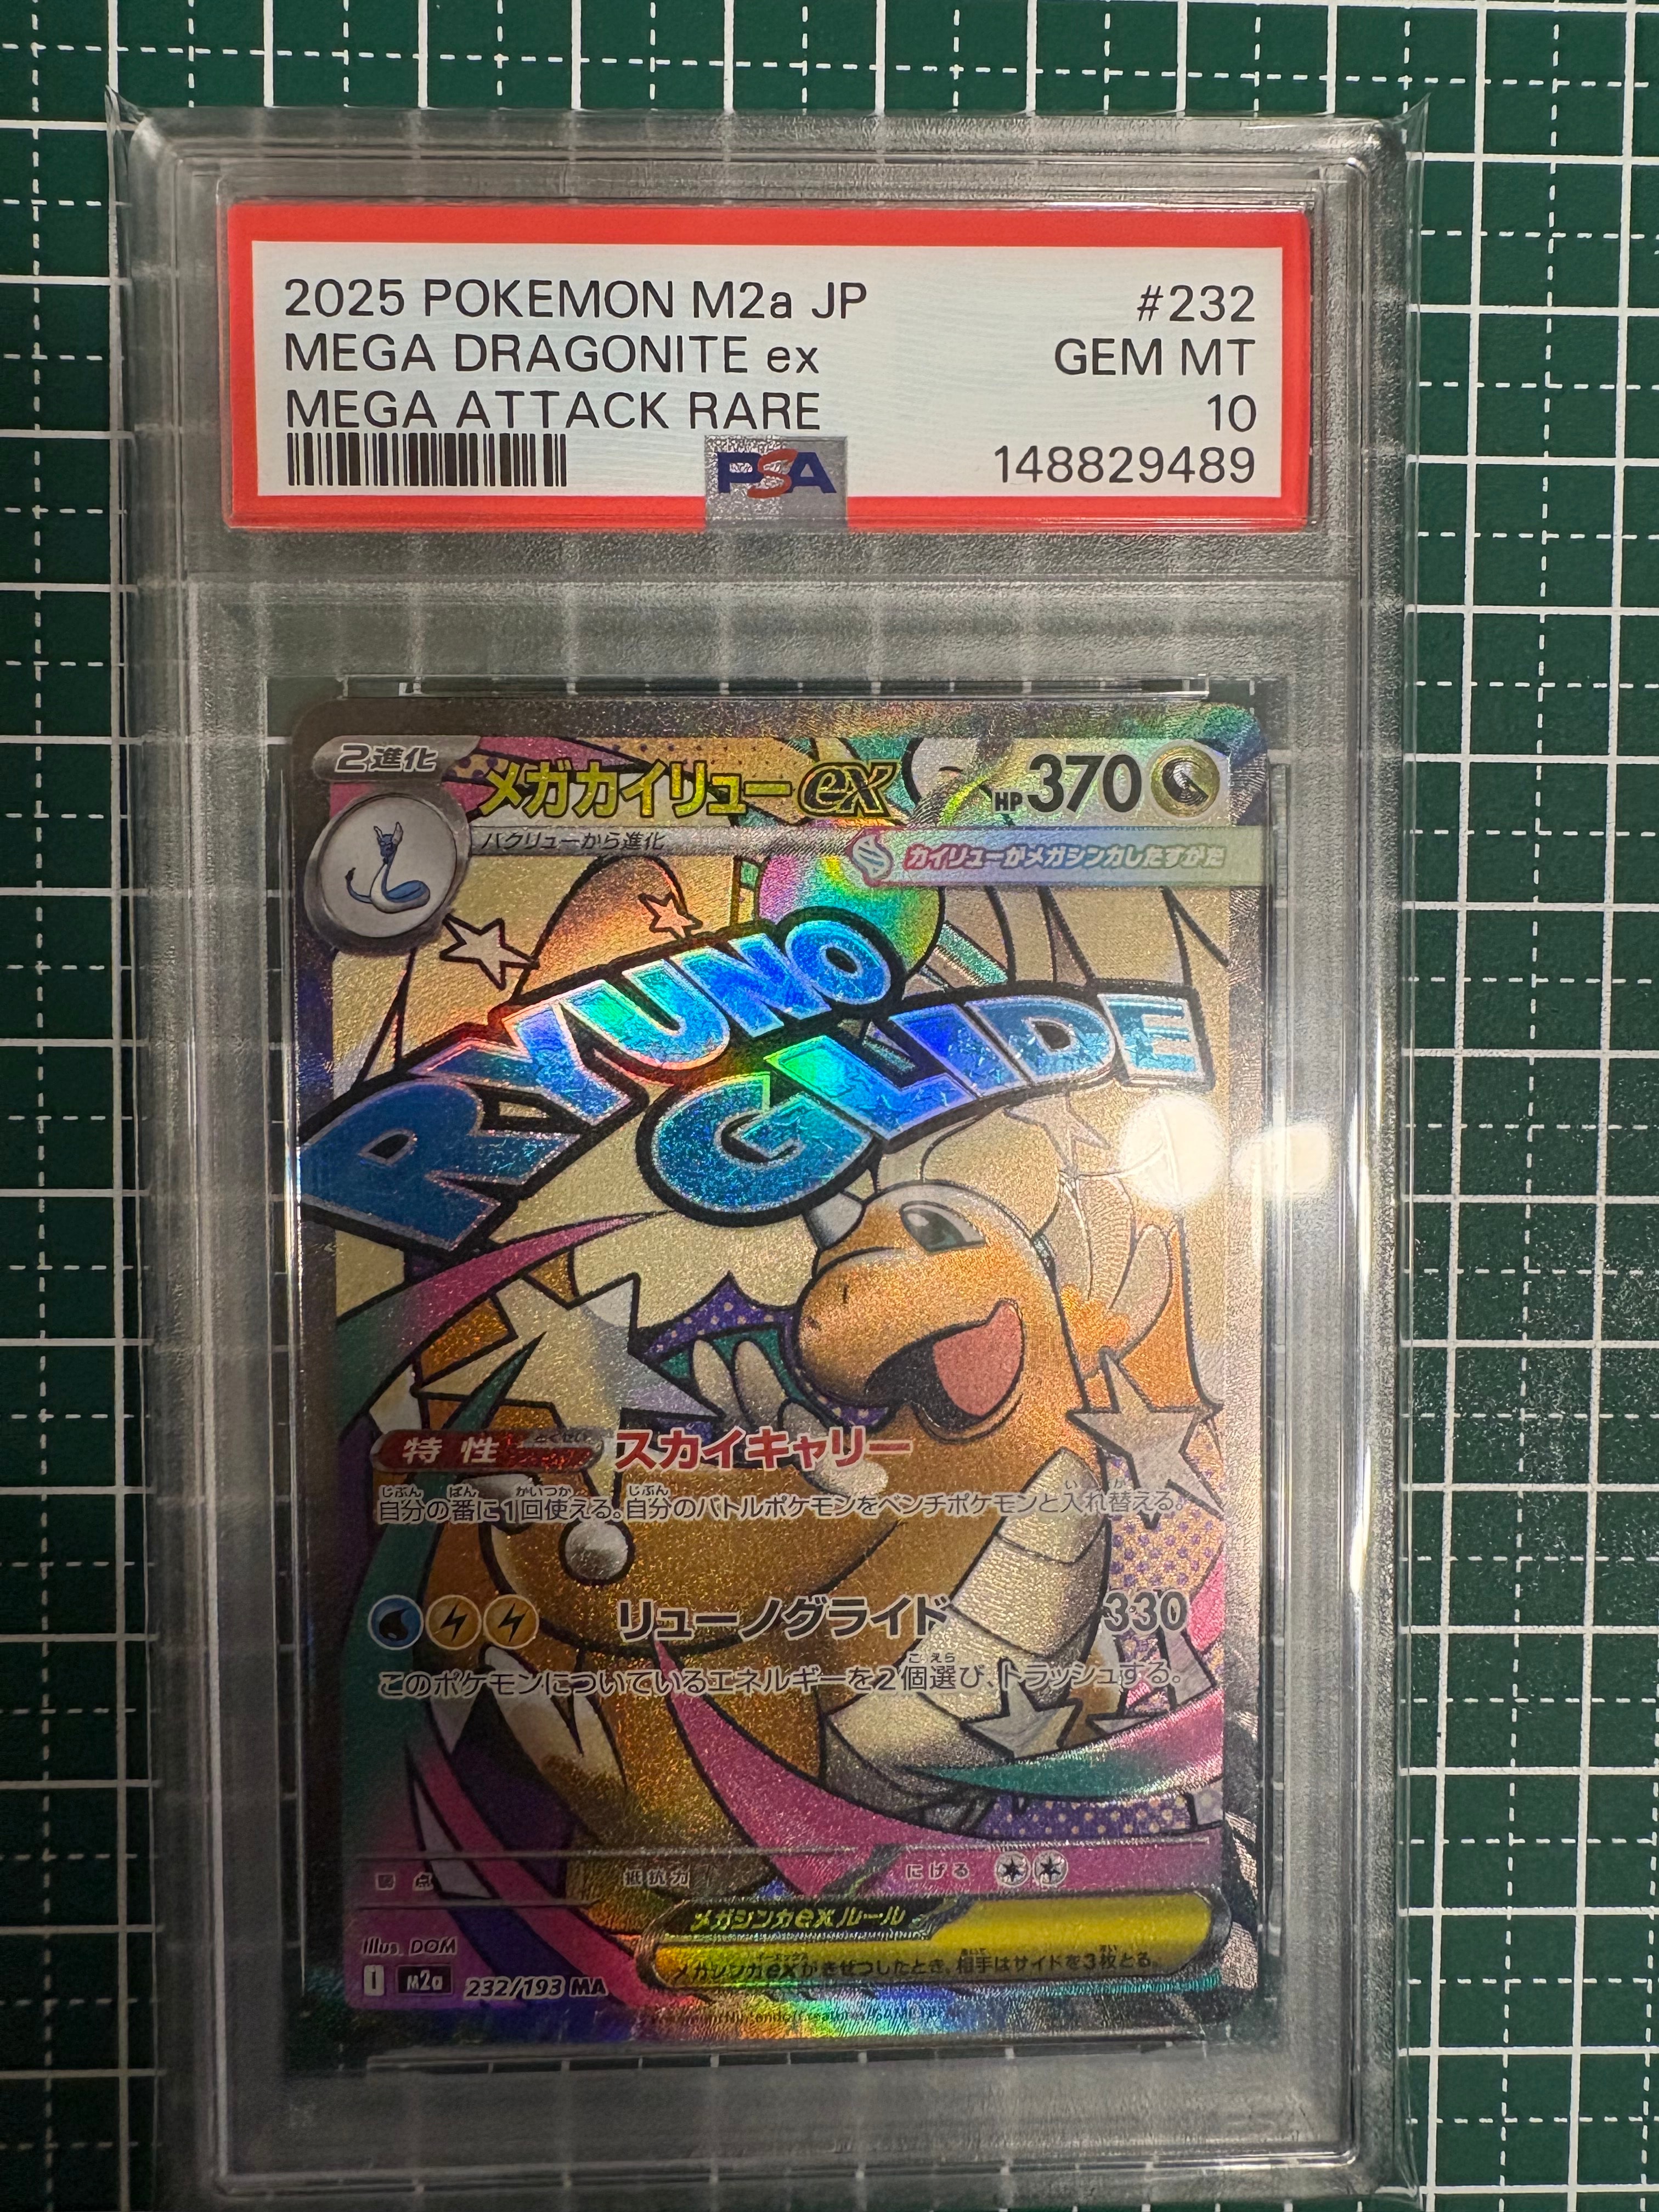 2025 POKEMON M2a JP #232
MEGA DRAGONITE ex GEM MT
MEGA ATTACK RARE 10
PSA 148829489
2進化 メガカイリューex HP370
ハクリューから進化
カイリューがメガシンカしたすがた
RYUNO
GLIDE
特性 とくせい スカイキャリー
自分の番に1回使える。自分のバトルポケモンをベンチポケモンと入れ替える。
リューノグライド 330
このポケモンについているエネルギーを2個選び、トラッシュする。
弱点 抵抗力 にげる
メガシンカexルール
メガシンカexがきぜつしたとき、相手はサイドを3枚とる。
Illus. DOM
I M2a 232/193 MA